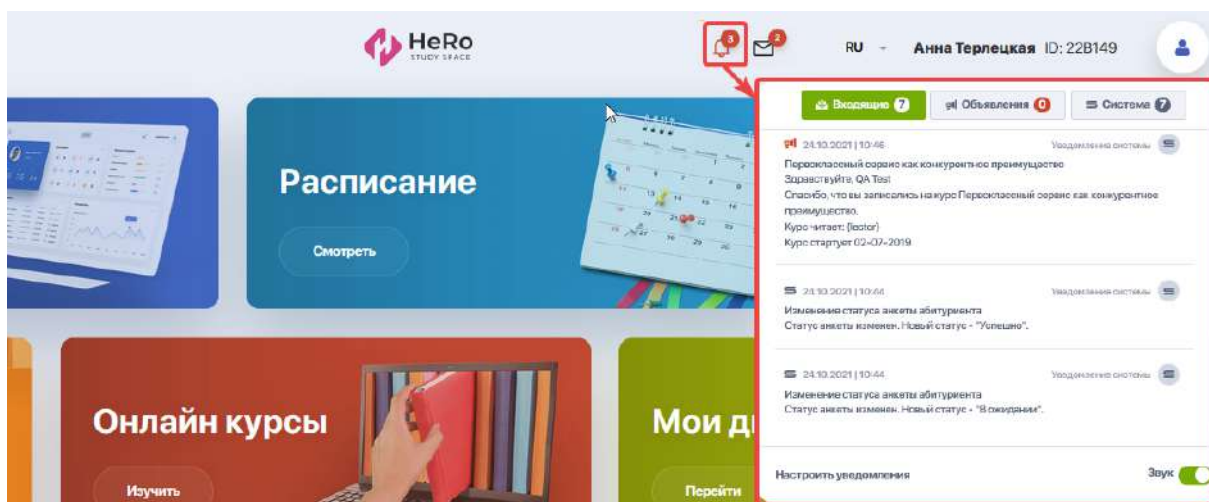 HeRo
STUDY SPACE
3
2
RU
Анна Терлецкая ID: 22B149
Входящие 7
Объявления 0
Система 7
Расписание
Смотреть
24.10.2021 | 10:46 Уведомления системы
Первоклассный сервис как конкурентное преимущество
Здравствуйте, QA Test
Спасибо, что вы записались на курс Первоклассный сервис как конкурентное
преимущество.
Курс читает: {lector}
Курс стартует 02-07-2019
24.10.2021 | 10:44 Уведомления системы
Изменение статуса анкеты абитуриента
Статус анкеты изменен. Новый статус - "Успешно".
24.10.2021 | 10:44 Уведомления системы
Изменение статуса анкеты абитуриента
Статус анкеты изменен. Новый статус - "В ожидании".
Настроить уведомления Звук
Онлайн курсы
Изучить
Мои д
Перейти